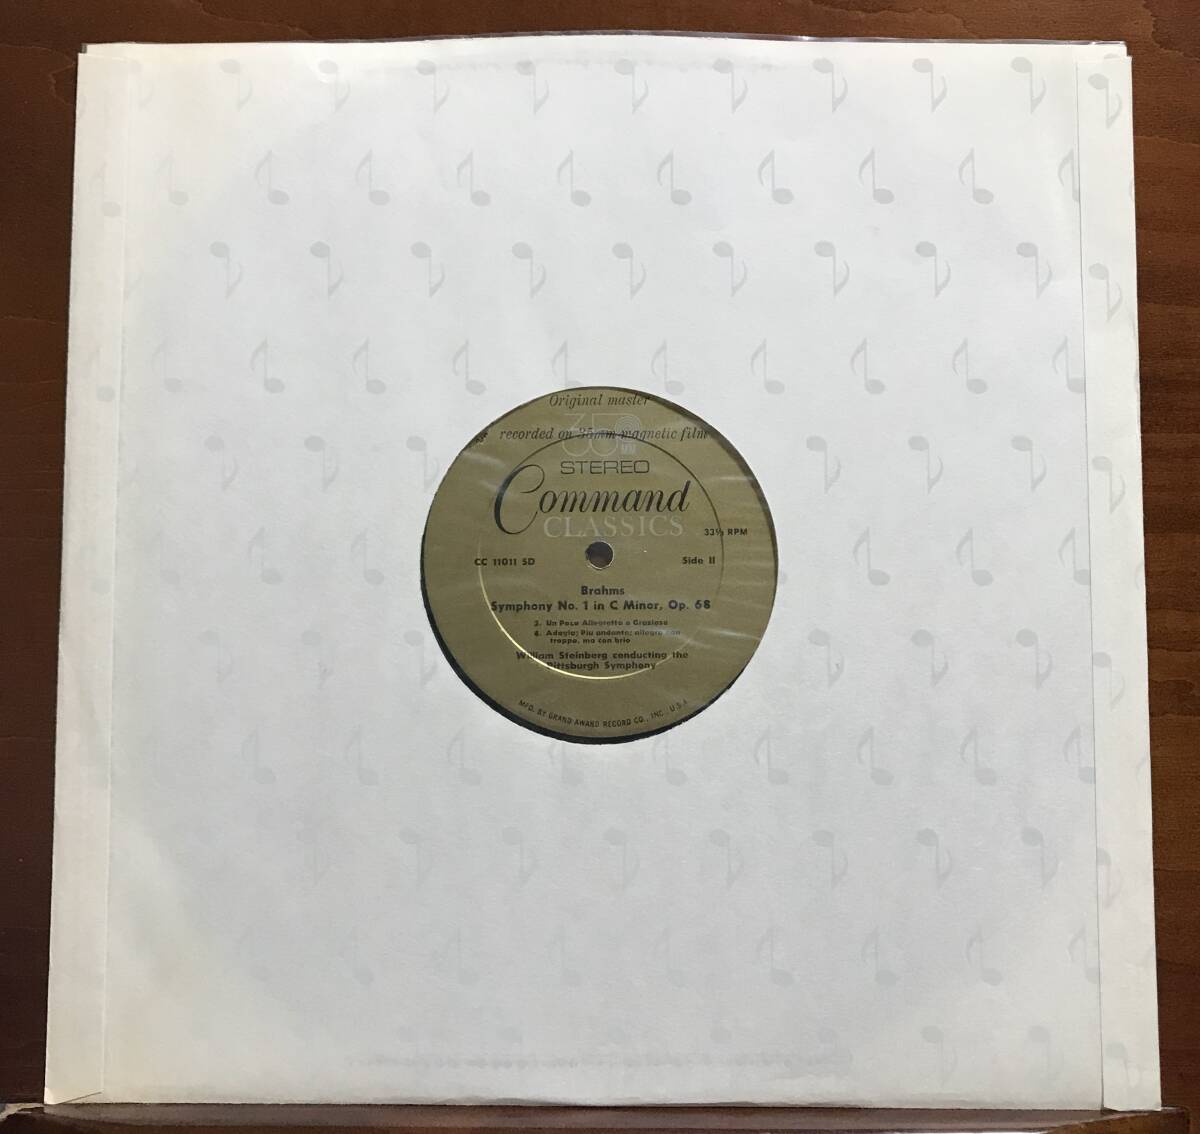 Original master
35mm
recorded on 35mm magnetic film
STEREO
Command
CLASSICS
33⅓ RPM
CC 11011 SD Side II
Brahms
Symphony No. 1 in C Minor, Op. 68
3. Un Poco Allegretto e Grazioso
4. Adagio; Piu andante; allegro non
troppo, ma con brio
William Steinberg conducting the
Pittsburgh Symphony
MFD. BY GRAND AWARD RECORD CO., INC., U.S.A.